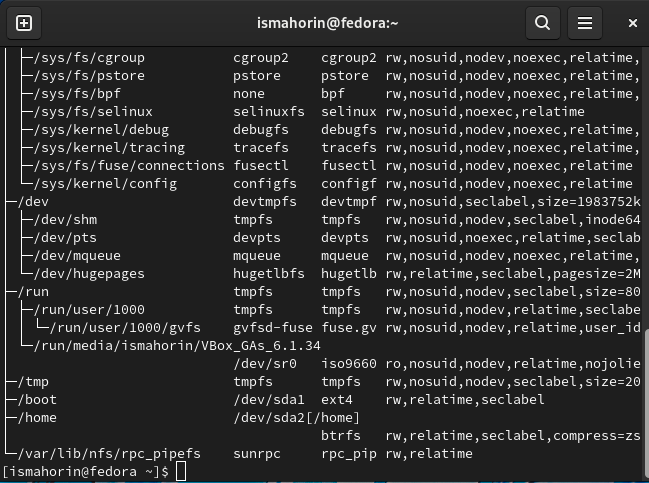 ismahorin@fedora:~
├─/sys/fs/cgroup cgroup2 cgroup2 rw,nosuid,nodev,noexec,relatime,
├─/sys/fs/pstore pstore pstore rw,nosuid,nodev,noexec,relatime,
├─/sys/fs/bpf none bpf rw,nosuid,nodev,noexec,relatime,
├─/sys/fs/selinux selinuxfs selinux rw,nosuid,noexec,relatime
├─/sys/kernel/debug debugfs debugfs rw,nosuid,nodev,noexec,relatime,
├─/sys/kernel/tracing tracefs tracefs rw,nosuid,nodev,noexec,relatime,
├─/sys/fs/fuse/connections fusectl fusectl rw,nosuid,nodev,noexec,relatime
└─/sys/kernel/config configfs configf rw,nosuid,nodev,noexec,relatime
├─/dev devtmpfs devtmpf rw,nosuid,seclabel,size=1983752k
├─/dev/shm tmpfs tmpfs rw,nosuid,nodev,seclabel,inode64
├─/dev/pts devpts devpts rw,nosuid,noexec,relatime,seclab
├─/dev/mqueue mqueue mqueue rw,nosuid,nodev,noexec,relatime,
└─/dev/hugepages hugetlbfs hugetlb rw,relatime,seclabel,pagesize=2M
├─/run tmpfs tmpfs rw,nosuid,nodev,seclabel,size=80
├─/run/user/1000 tmpfs tmpfs rw,nosuid,nodev,relatime,seclabe
└─/run/user/1000/gvfs gvfsd-fuse fuse.gv rw,nosuid,nodev,relatime,user_id
└─/run/media/ismahorin/VBox_GAs_6.1.34
/dev/sr0 iso9660 ro,nosuid,nodev,relatime,nojolie
├─/tmp tmpfs tmpfs rw,nosuid,nodev,seclabel,size=20
├─/boot /dev/sda1 ext4 rw,relatime,seclabel
├─/home /dev/sda2[/home]
btrfs rw,relatime,seclabel,compress=zs
└─/var/lib/nfs/rpc_pipefs sunrpc rpc_pip rw,relatime
[ismahorin@fedora ~]$